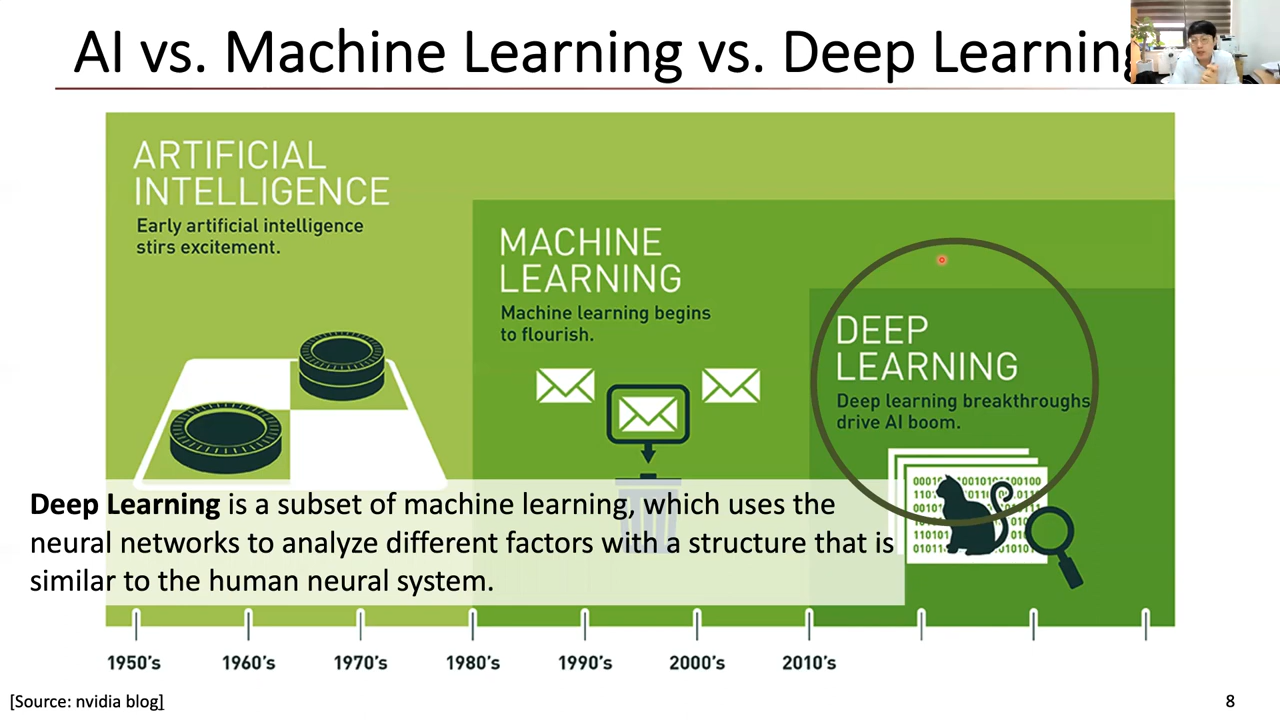 AI vs. Machine Learning vs. Deep Learning
ARTIFICIAL
INTELLIGENCE
Early artificial intelligence
stirs excitement.
MACHINE
LEARNING
Machine learning begins
to flourish.
DEEP
LEARNING
Deep learning breakthroughs
drive AI boom.
Deep Learning is a subset of machine learning, which uses the
neural networks to analyze different factors with a structure that is
similar to the human neural system.
1950's 1960's 1970's 1980's 1990's 2000's 2010's
[Source: nvidia blog]
8